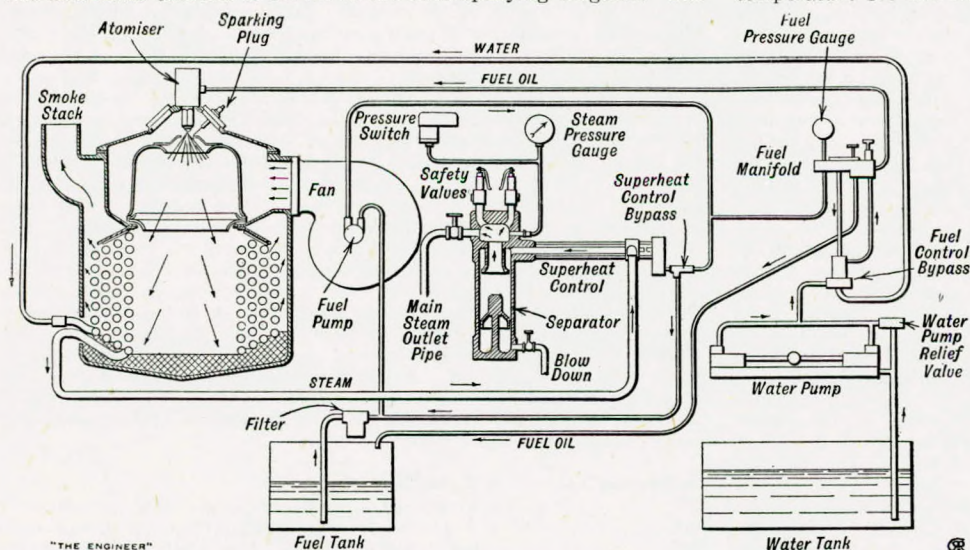 Atomiser
Sparking
Plug
WATER
FUEL OIL
Fuel
Pressure Gauge
Smoke
Stack
Pressure
Switch
Steam
Pressure
Gauge
Fuel
Manifold
Fan
Safety
Valves
Superheat
Control
Bypass
Fuel
Control
Bypass
Fuel
Pump
Main
Steam
Outlet
Pipe
Superheat
Control
Separator
Blow
Down
Water
Pump
Relief
Valve
Water Pump
STEAM
Filter
FUEL OIL
"THE ENGINEER"
Fuel Tank
Water Tank